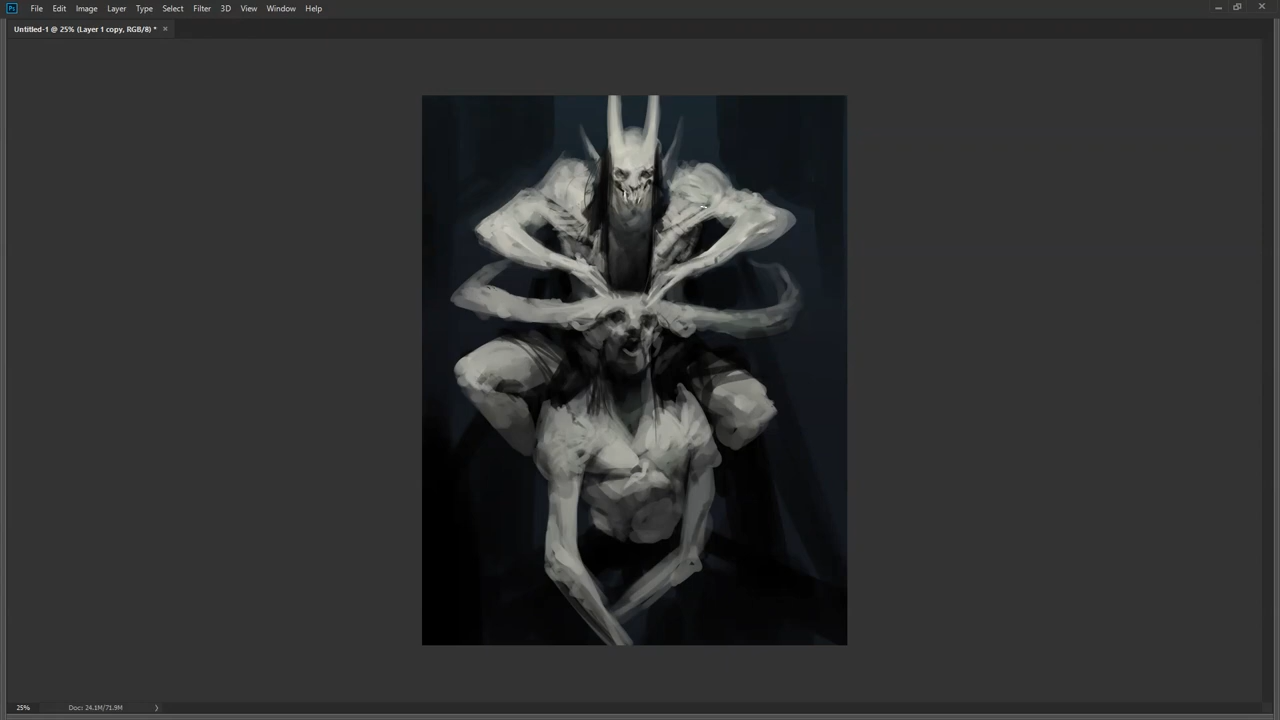 Ps File Edit Image Layer Type Select Filter 3D View Window Help
Untitled-1 @ 25% (Layer 1 copy, RGB/8) *
25% Doc: 24.1M/71.9M